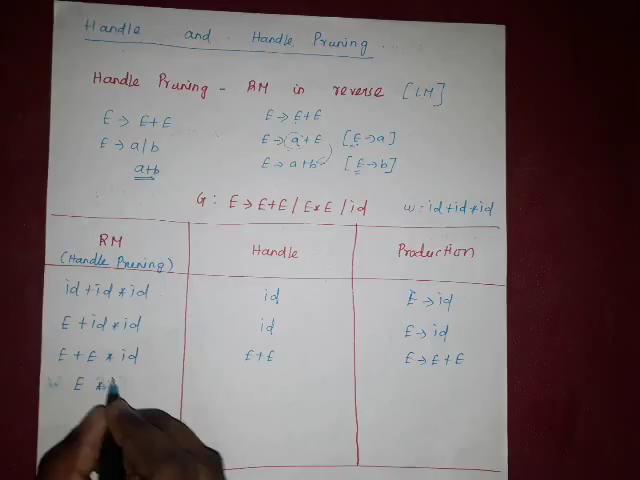 Handle and Handle Pruning ....
Handle Pruning - RM in reverse [LM]
E → E+E
E → a/b
a+b
E → E+E
E → a+E [E→a]
E → a+b [E→b]
G: E → E+E / E*E / id w: id+id*id
RM (Handle Pruning) Handle Production
id+id*id id E → id
E+id*id id E → id
E+E*id E+E E → E+E
E *